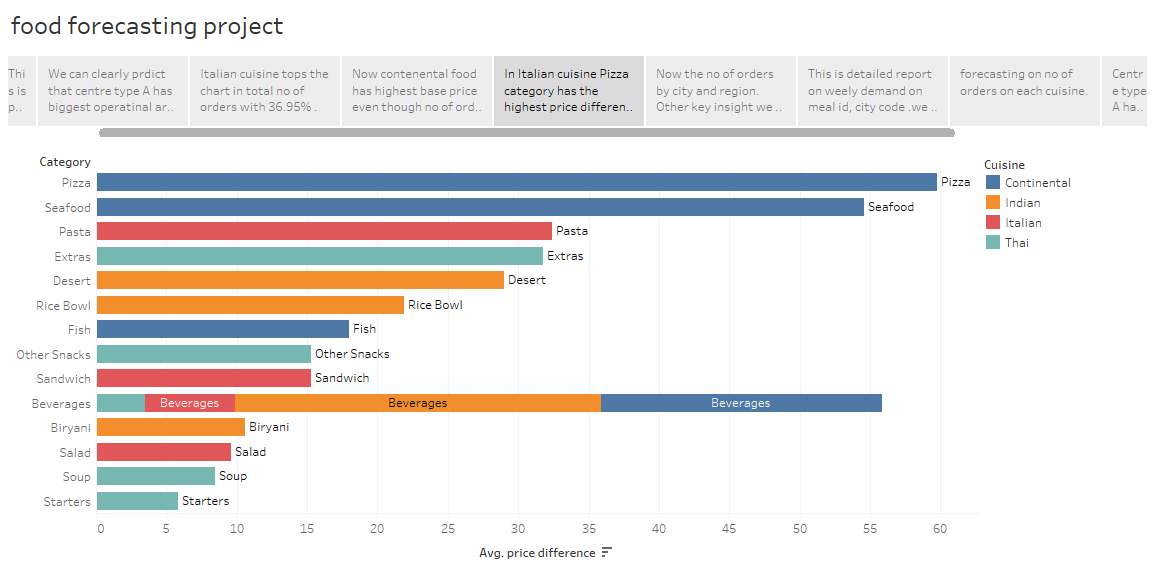 food forecasting project
Thi
s is
p..
We can clearly prdict
that centre type A has
biggest operatinal ar..
Italian cuisine tops the
chart in total no of
orders with 36.95% .
Now contenental food
has highest base price
even though no of ord..
In Italian cuisine Pizza
category has the
highest price differen..
Now the no of orders
by city and region.
Other key insight we ..
This is detailed report
on weely demand on
meal id, city code .we ..
forecasting on no of
orders on each cuisine.
Centr
e type
A ha..
Category
Pizza Pizza
Seafood Seafood
Pasta Pasta
Extras Extras
Desert Desert
Rice Bowl Rice Bowl
Fish Fish
Other Snacks Other Snacks
Sandwich Sandwich
Beverages Beverages Beverages Beverages
Biryani Biryani
Salad Salad
Soup Soup
Starters Starters
0 5 10 15 20 25 30 35 40 45 50 55 60
Avg. price difference
Cuisine
Continental
Indian
Italian
Thai